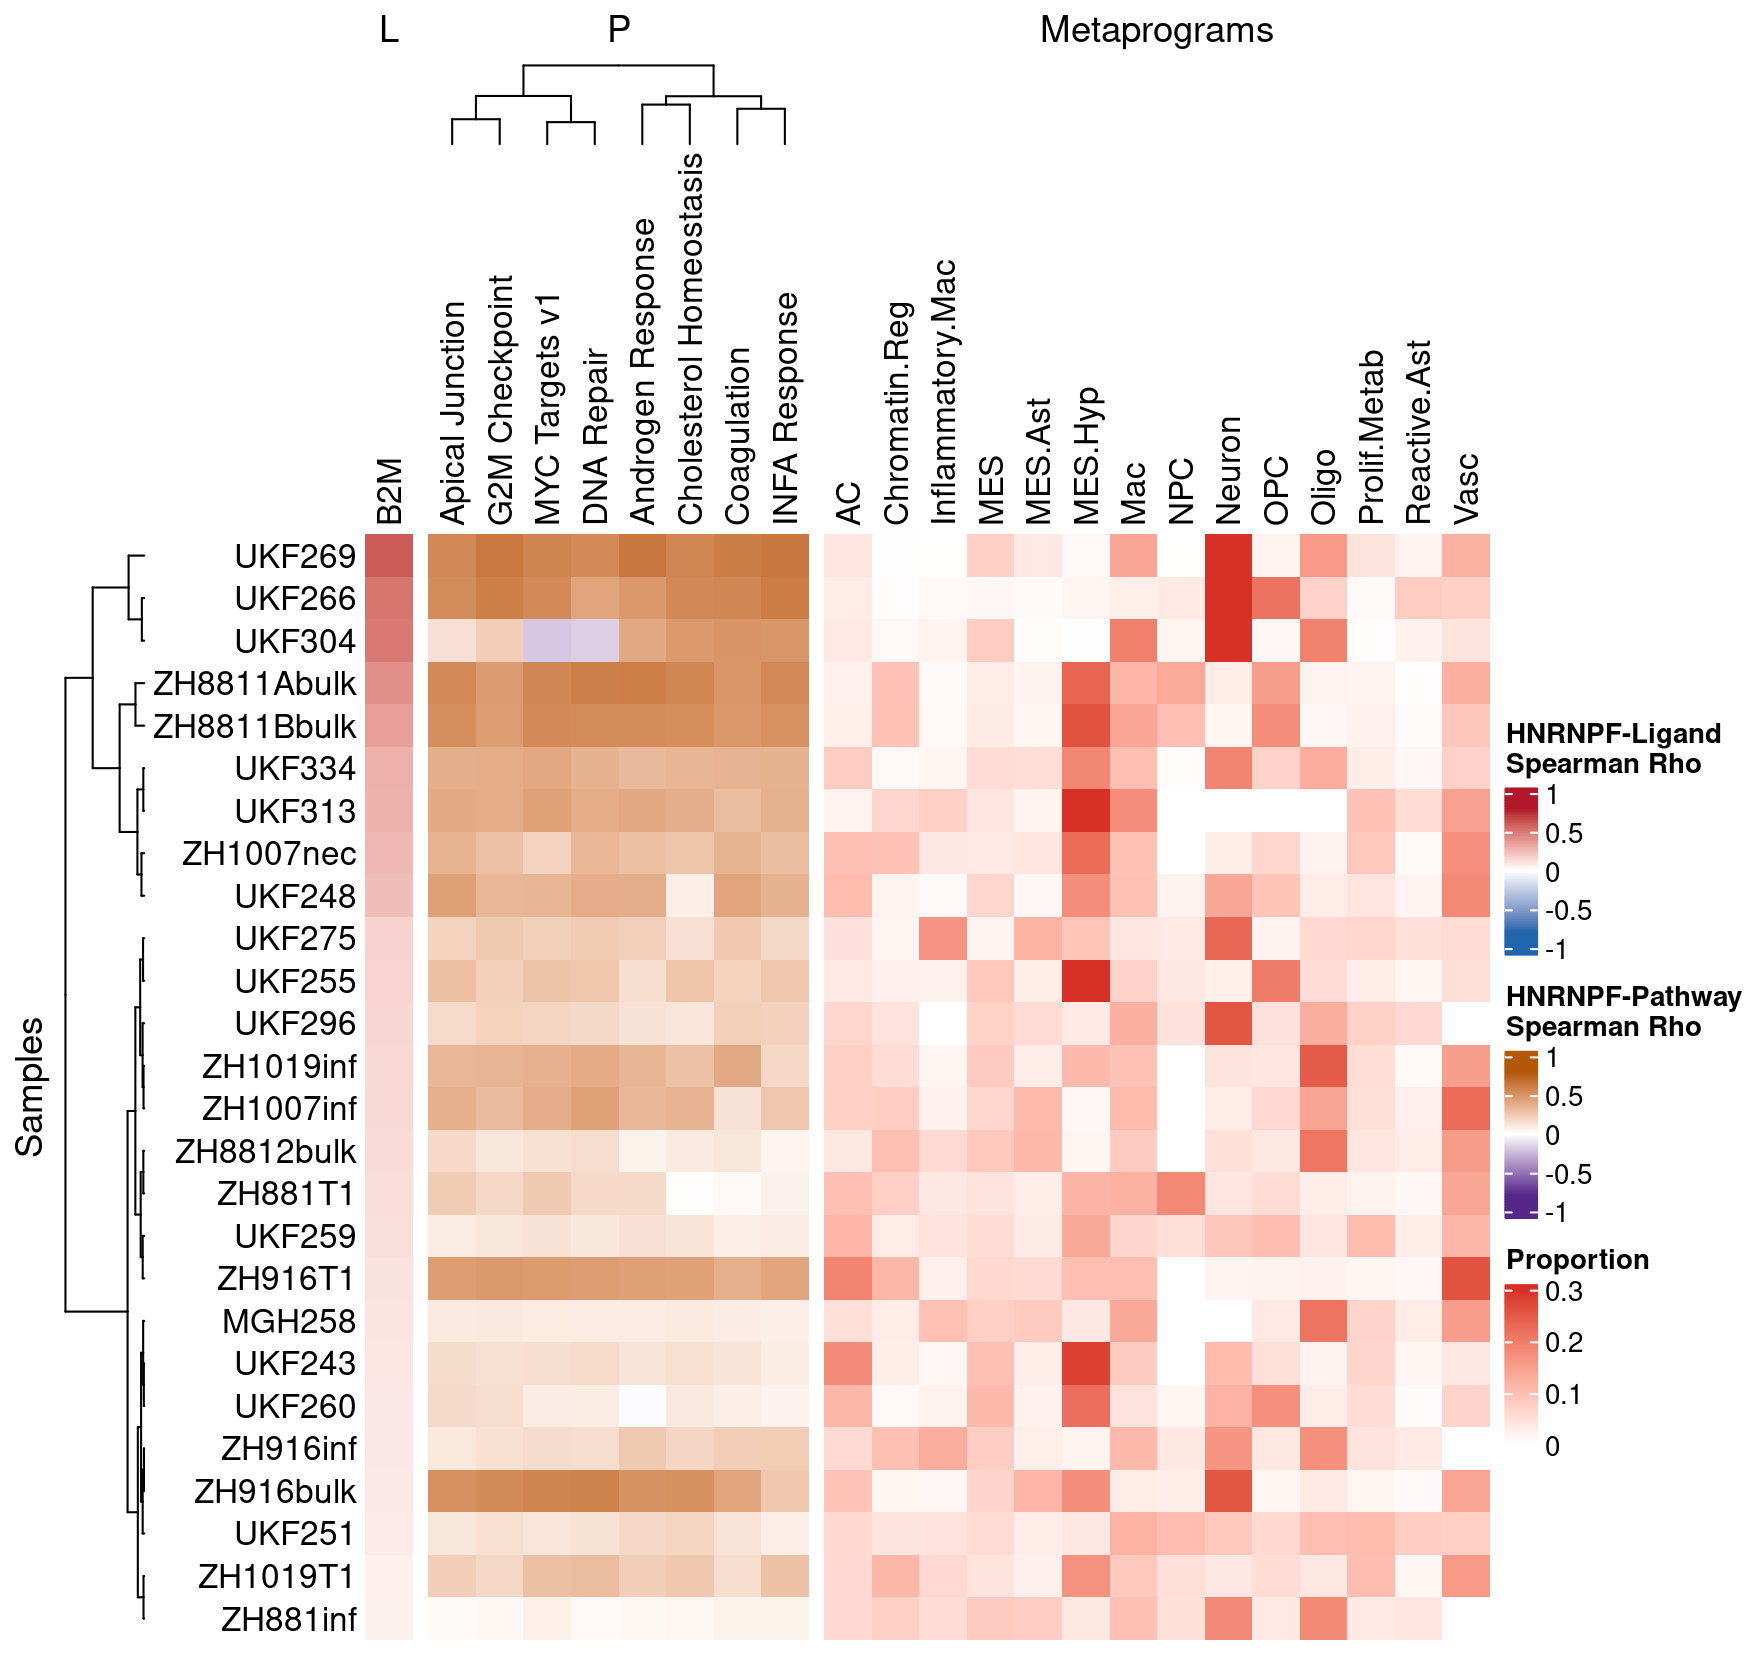 L
P
Metaprograms
B2M
Apical Junction
G2M Checkpoint
MYC Targets v1
DNA Repair
Androgen Response
Cholesterol Homeostasis
Coagulation
INFA Response
AC
Chromatin.Reg
Inflammatory.Mac
MES
MES.Ast
MES.Hyp
Mac
NPC
Neuron
OPC
Oligo
Prolif.Metab
Reactive.Ast
Vasc
Samples
UKF269
UKF266
UKF304
ZH8811Abulk
ZH8811Bbulk
UKF334
UKF313
ZH1007nec
UKF248
UKF275
UKF255
UKF296
ZH1019inf
ZH1007inf
ZH8812bulk
ZH881T1
UKF259
ZH916T1
MGH258
UKF243
UKF260
ZH916inf
ZH916bulk
UKF251
ZH1019T1
ZH881inf
HNRNPF-Ligand
Spearman Rho
1
0.5
0
-0.5
-1
HNRNPF-Pathway
Spearman Rho
1
0.5
0
-0.5
-1
Proportion
0.3
0.2
0.1
0